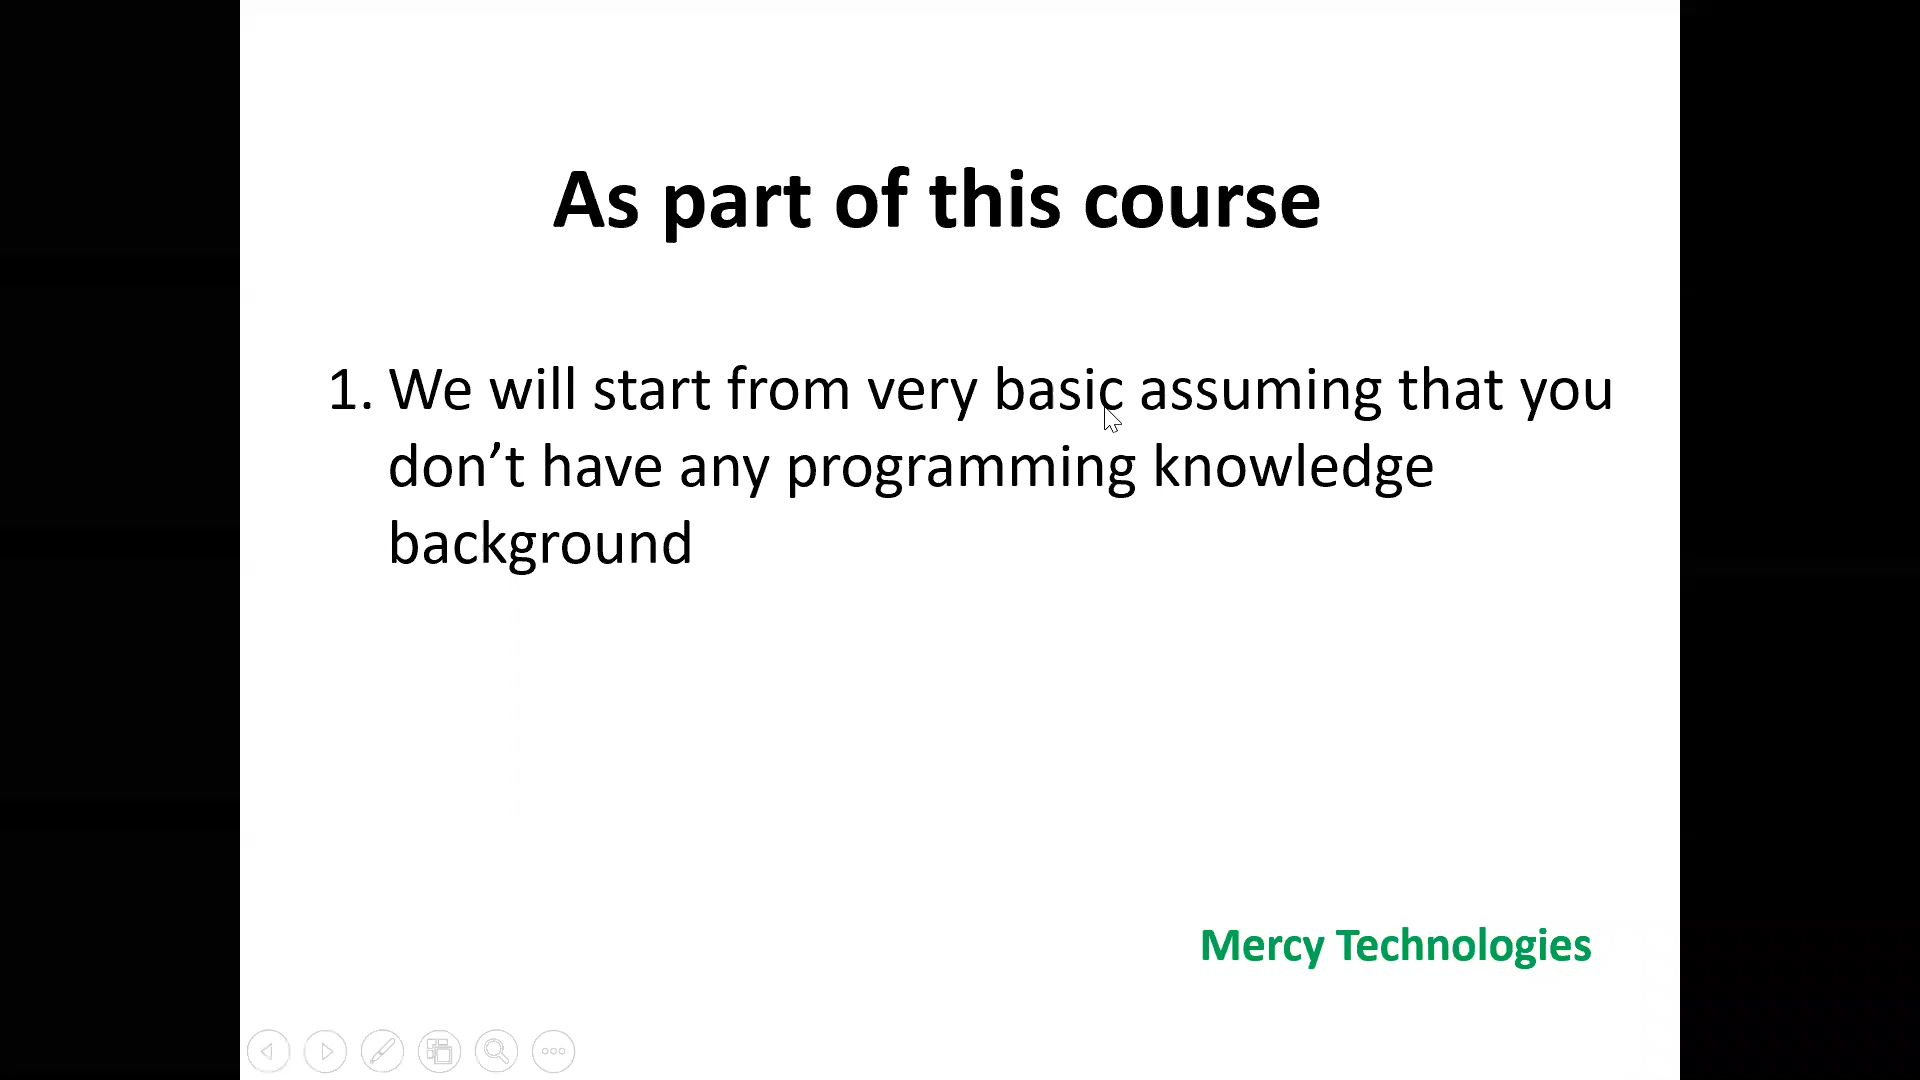 As part of this course
1. We will start from very basic assuming that you
don’t have any programming knowledge
background
Mercy Technologies